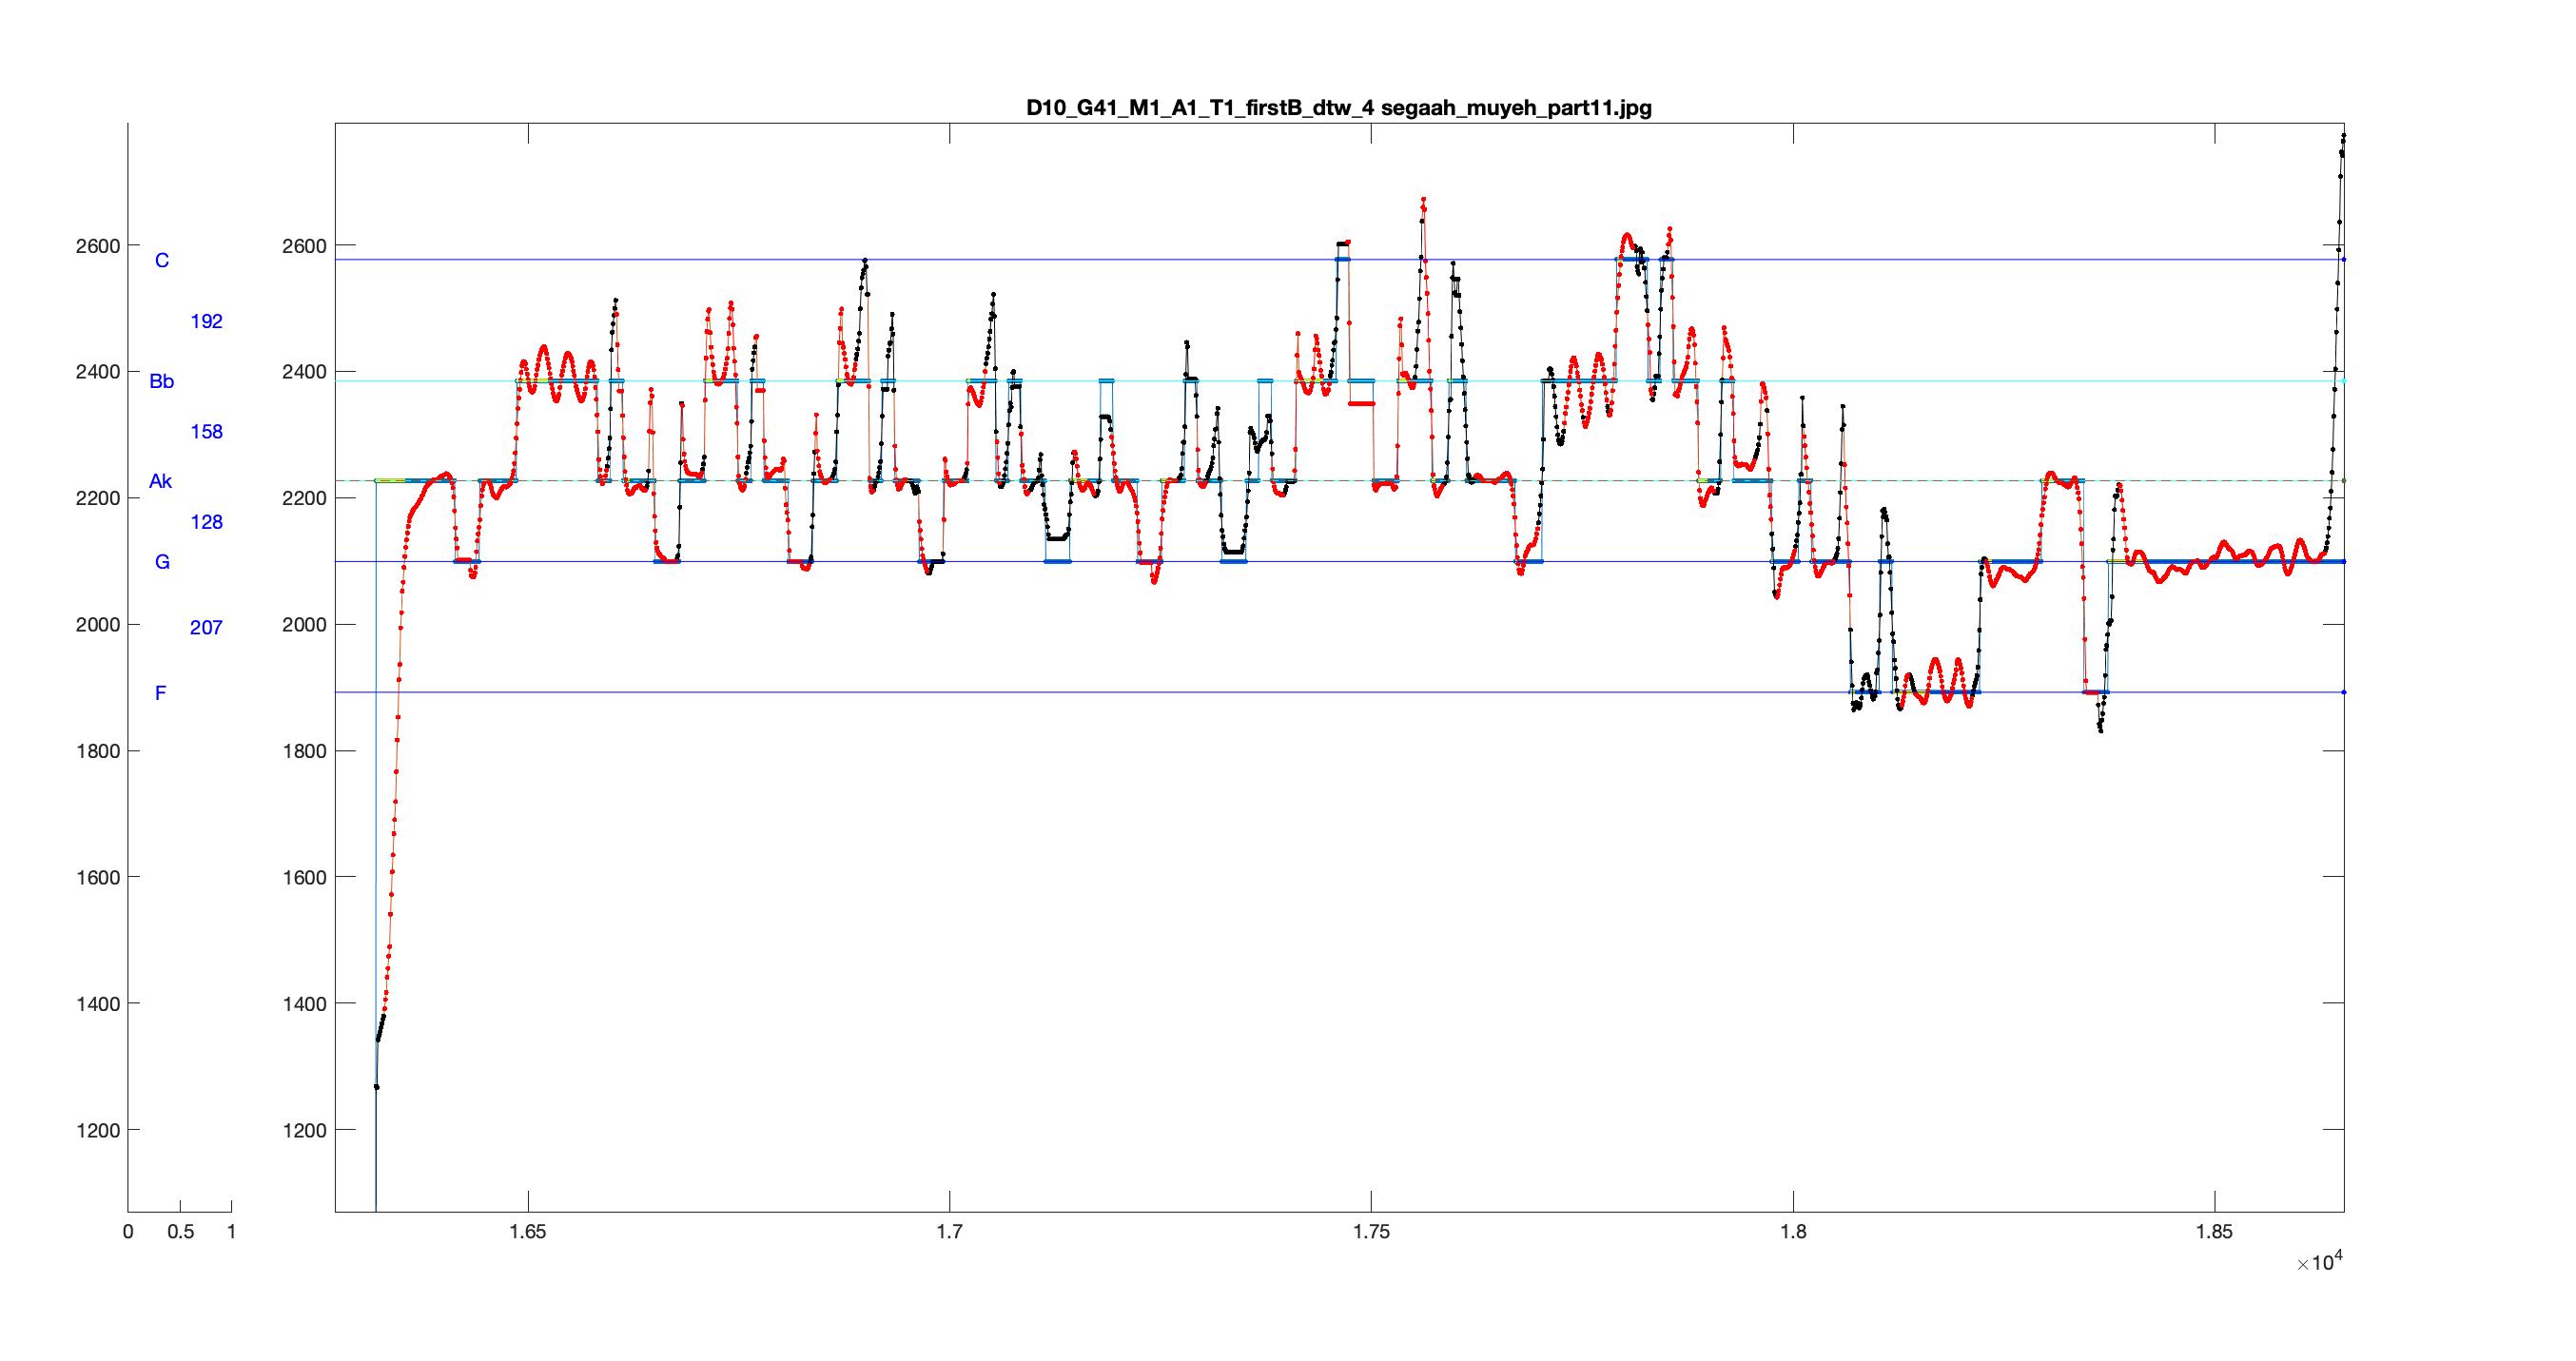 D10_G41_M1_A1_T1_firstB_dtw_4 segaah_muyeh_part11.jpg
2600 2600
C
192
2400 2400
Bb
158
Ak
2200 2200
128
G
2000 207 2000
F
1800 1800
1600 1600
1400 1400
1200 1200
0 0.5 1 1.65 1.7 1.75 1.8 1.85
×10⁴